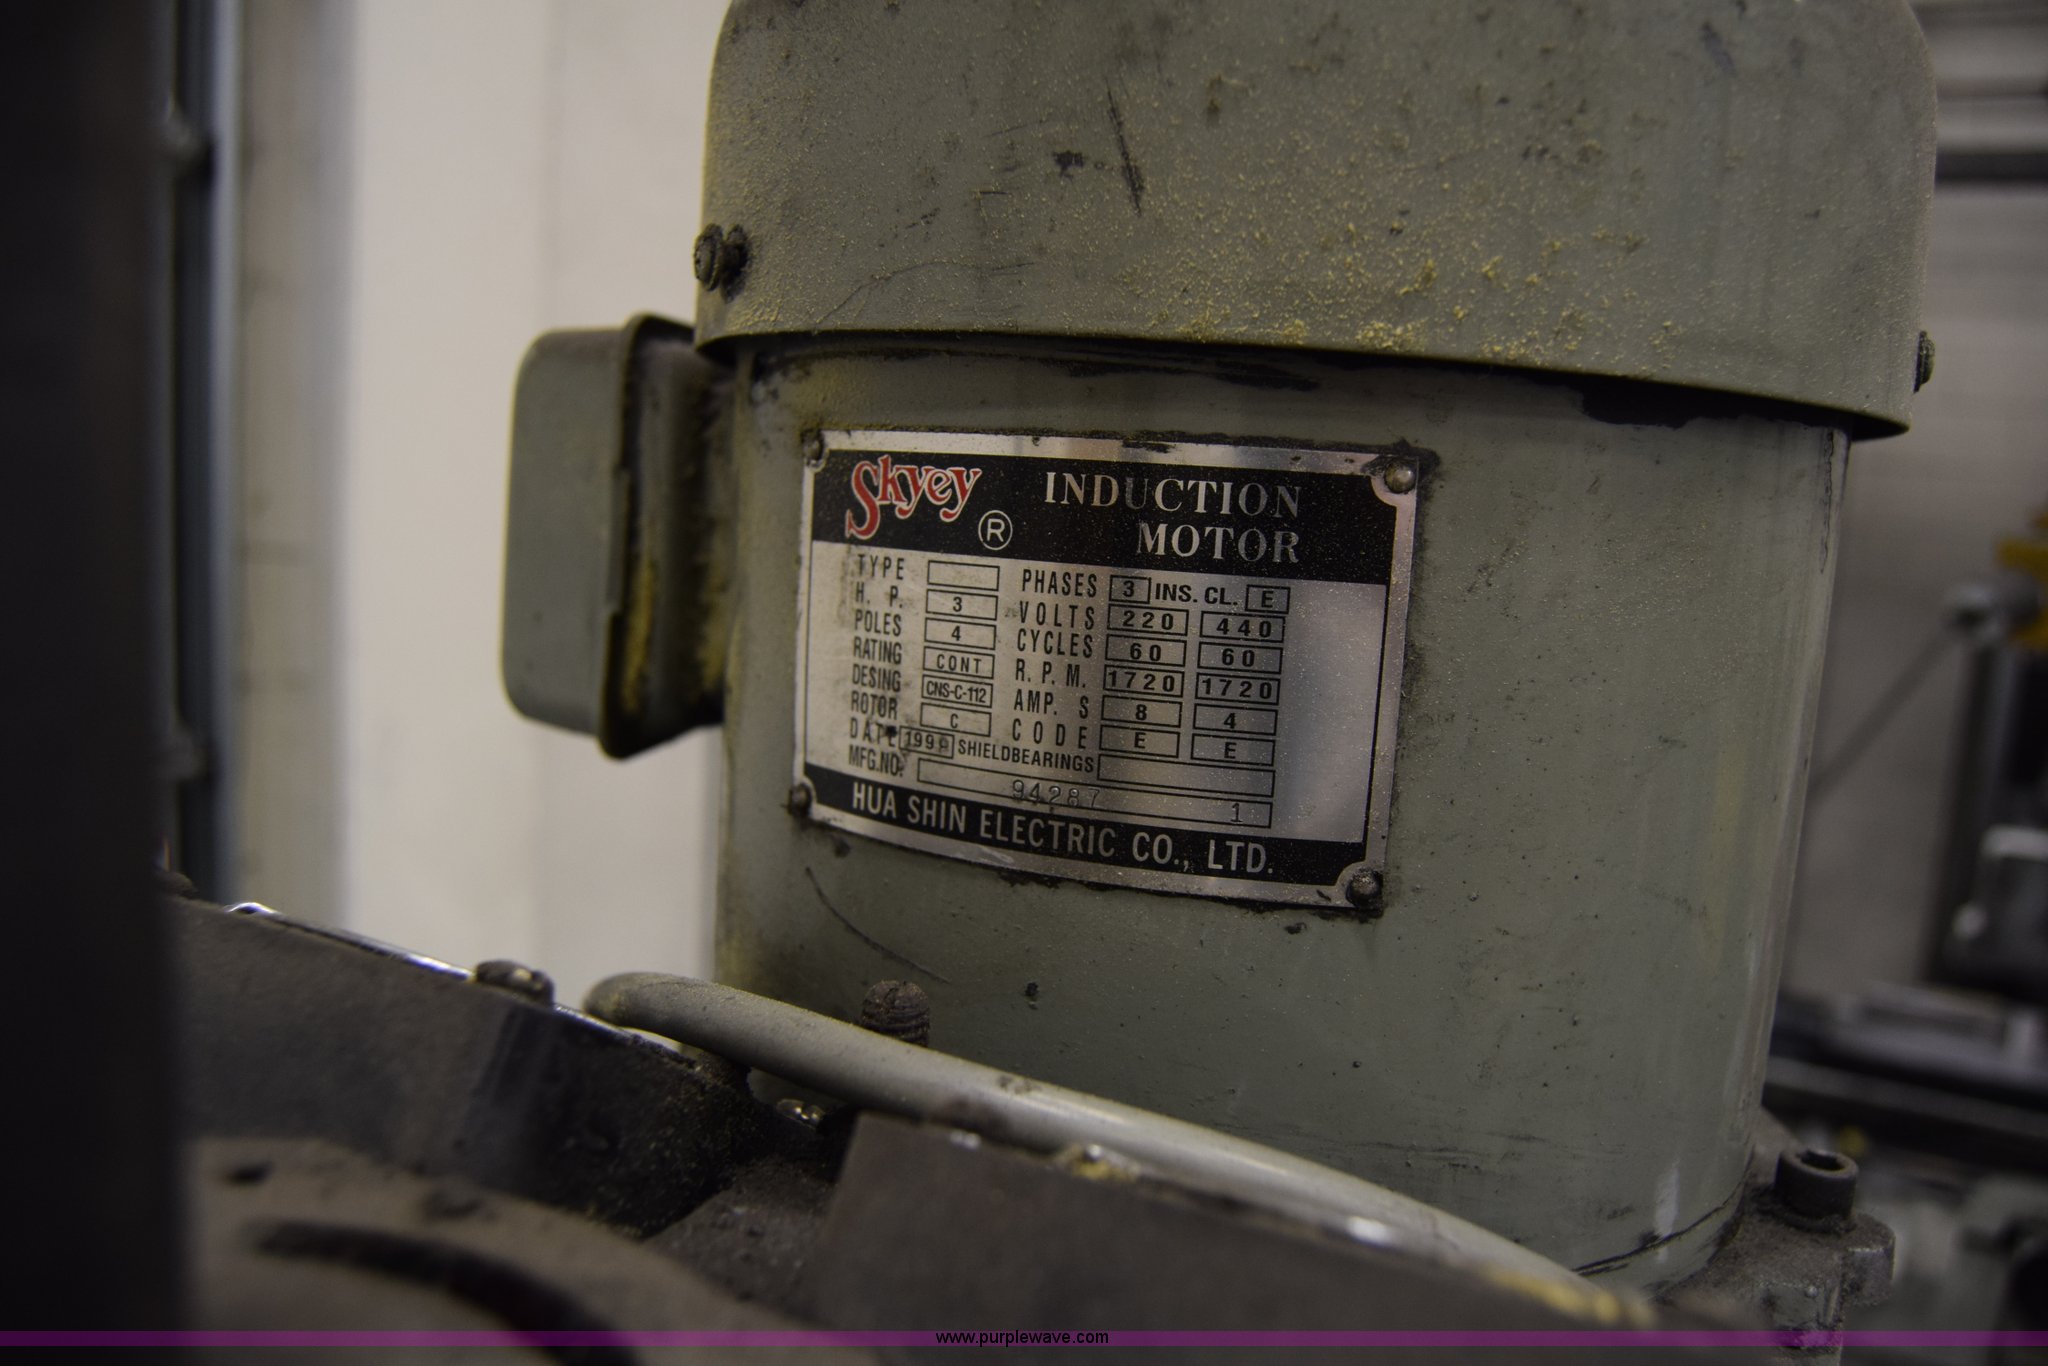 Skyey ® INDUCTION
MOTOR
TYPE PHASES 3 INS. CL. E
H. P. 3 VOLTS 220 440
POLES 4 CYCLES 60 60
RATING CONT R. P. M. 1720 1720
DESING CNS-C-112 AMP. S 8 4
ROTOR C CODE E E
DATE SHIELDBEARINGS
MFG.NO. 94287 1
HUA SHIN ELECTRIC CO., LTD.
www.purplewave.com